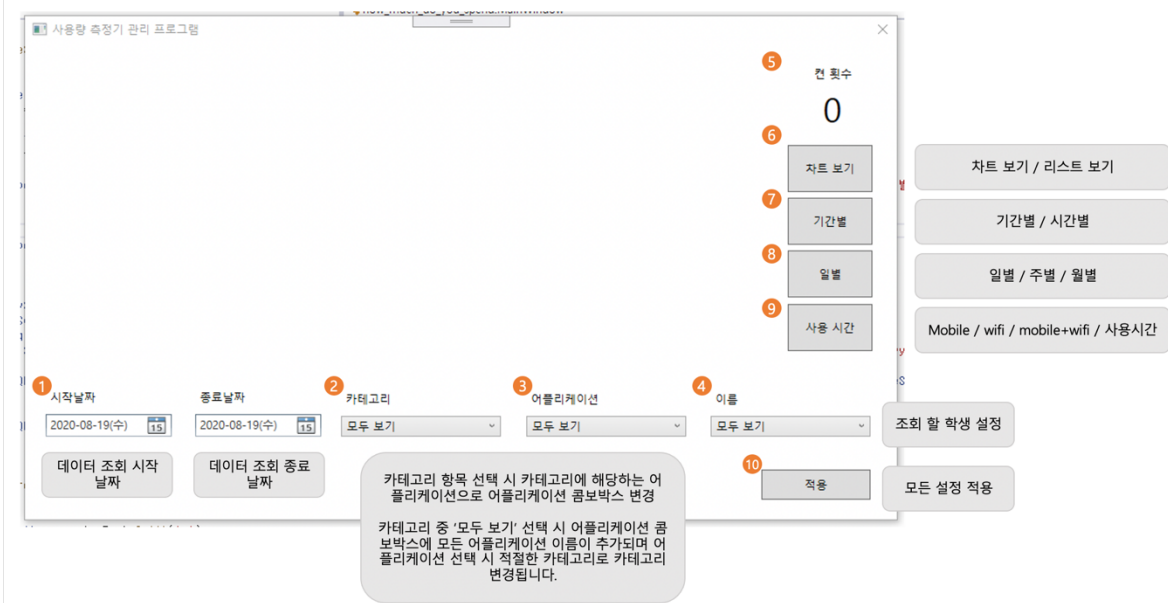 how_much_do_you_spend.MainWindow
사용량 측정기 관리 프로그램
5
켠 횟수
0
6
차트 보기
차트 보기 / 리스트 보기
7
기간별
기간별 / 시간별
8
일별
일별 / 주별 / 월별
9
사용 시간
Mobile / wifi / mobile+wifi / 사용시간
1
시작날짜
종료날짜
2
카테고리
3
어플리케이션
4
이름
2020-08-19(수)
15
2020-08-19(수)
15
모두 보기
모두 보기
모두 보기
조회 할 학생 설정
데이터 조회 시작
날짜
데이터 조회 종료
날짜
카테고리 항목 선택 시 카테고리에 해당하는 어
플리케이션으로 어플리케이션 콤보박스 변경
카테고리 중 ‘모두 보기’ 선택 시 어플리케이션 콤
보박스에 모든 어플리케이션 이름이 추가되며 어
플리케이션 선택 시 적절한 카테고리로 카테고리
변경됩니다.
10
적용
모든 설정 적용